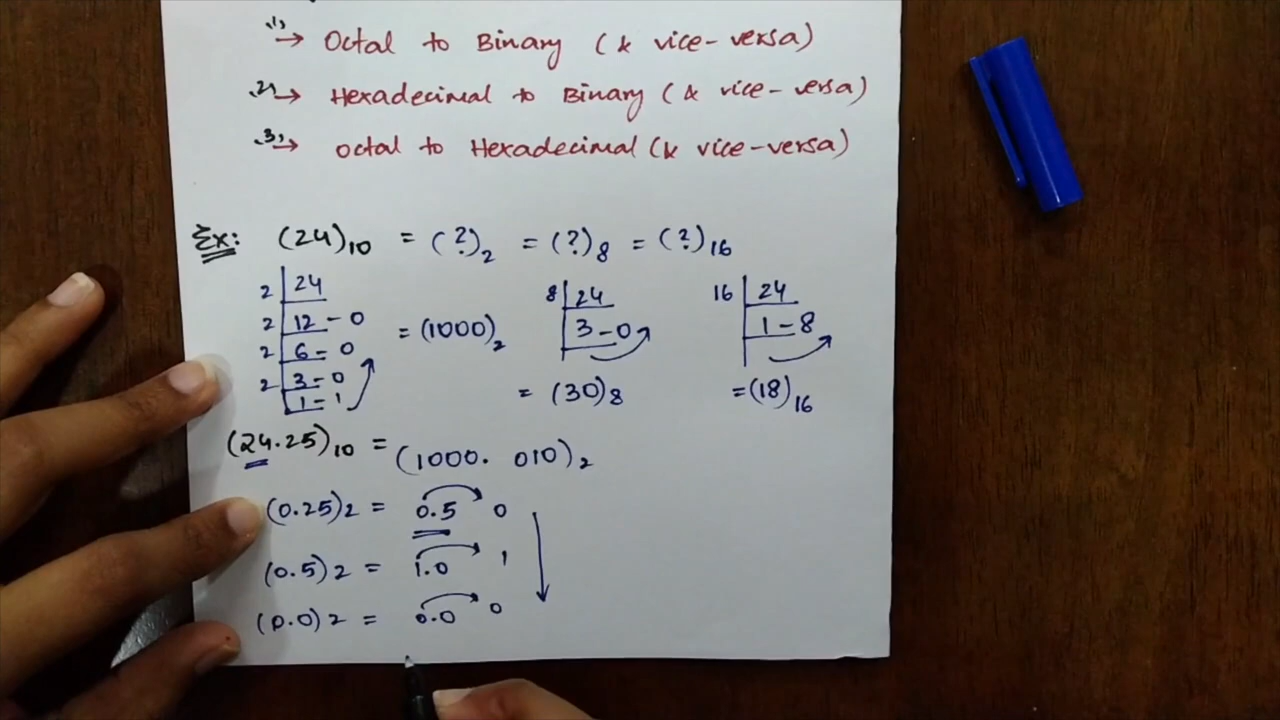 .1, → Octal to Binary (& vice-versa)
.2, → Hexadecimal to Binary (& vice-versa)
.3, → octal to Hexadecimal (& vice-versa)
Ex: (24)10 = (?)2 = (?)8 = (?)16
2 24
2 12 - 0
2 6 - 0
2 3 - 0
1 - 1
= (1000)2
8 24
3 - 0
= (30)8
16 24
1 - 8
= (18)16
(24.25)10 = (1000. 010)2
(0.25)2 = 0.5 0
(0.5)2 = 1.0 1
(0.0)2 = 0.0 0